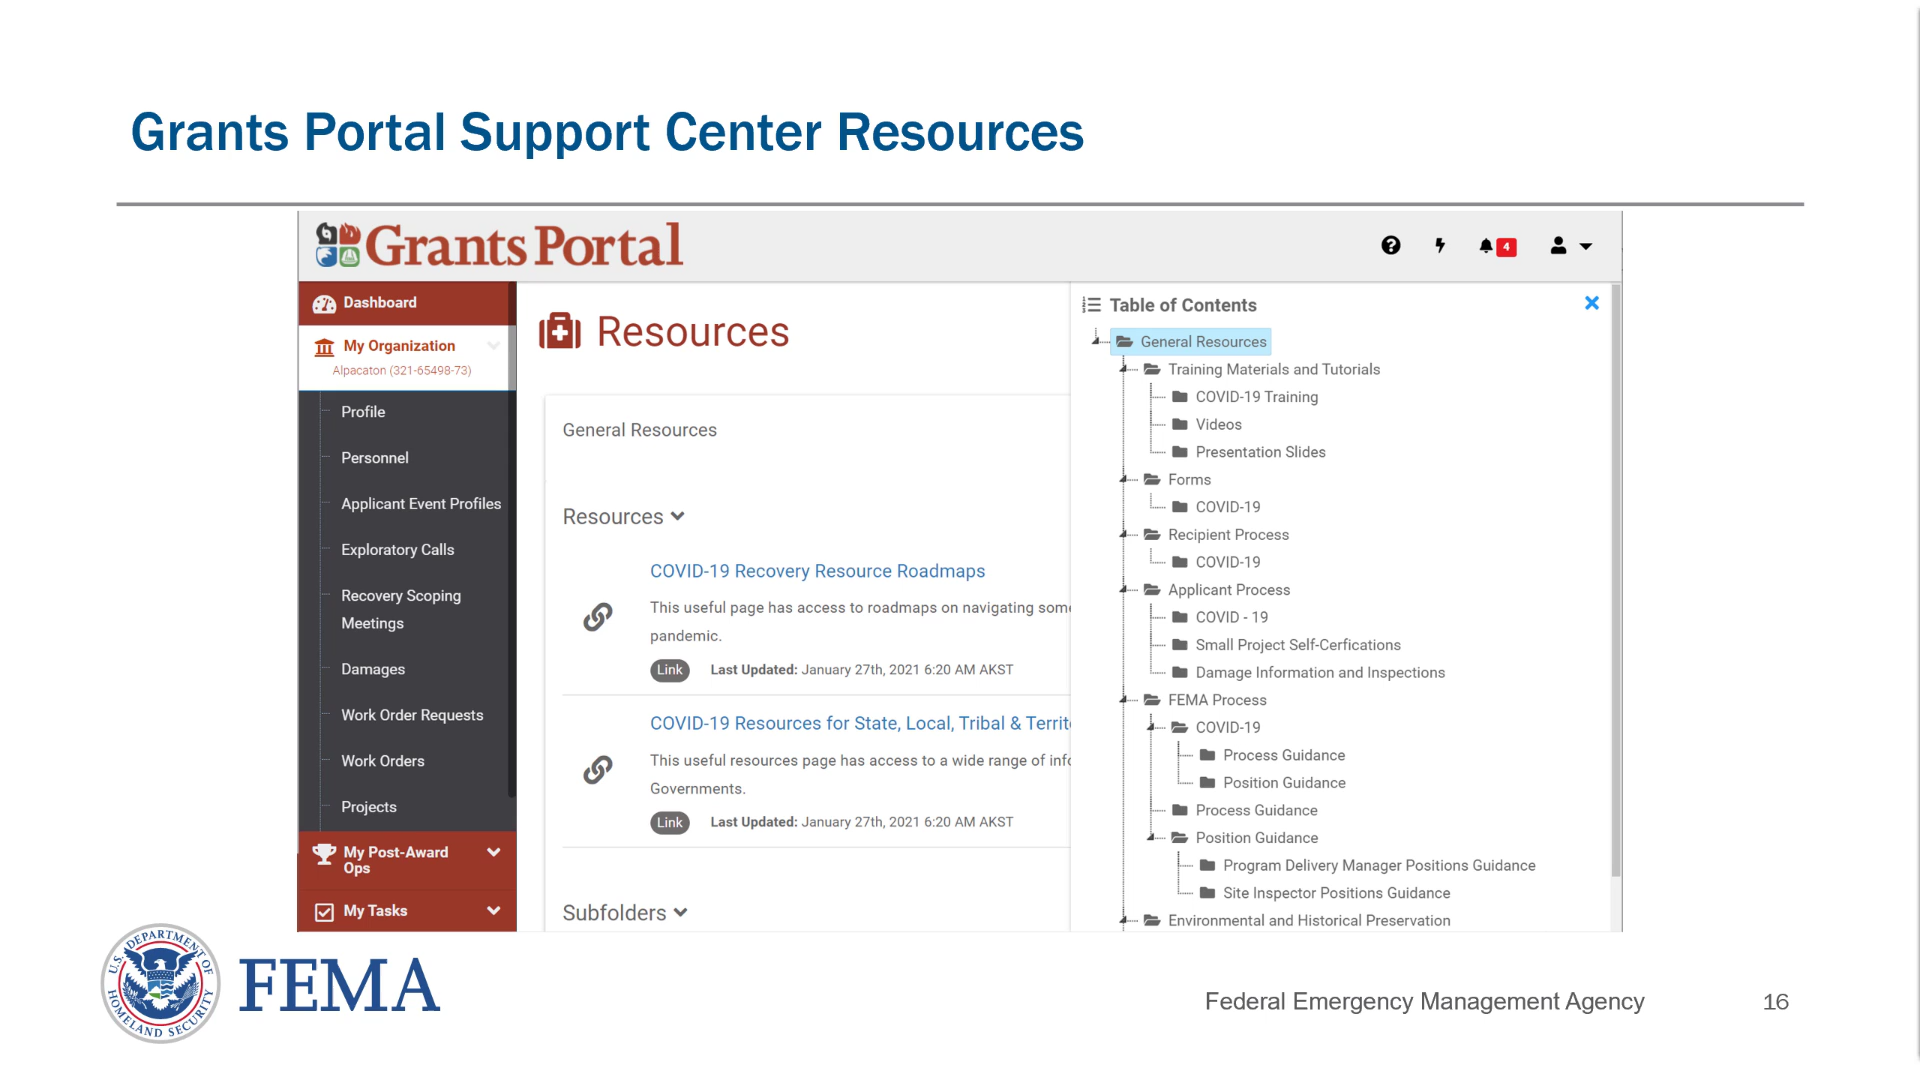 Grants Portal Support Center Resources
Grants Portal
4
Dashboard
My Organization
Alpacaton (321-65498-73)
Profile
Personnel
Applicant Event Profiles
Exploratory Calls
Recovery Scoping
Meetings
Damages
Work Order Requests
Work Orders
Projects
My Post-Award
Ops
My Tasks
Resources
General Resources
Resources
COVID-19 Recovery Resource Roadmaps
This useful page has access to roadmaps on navigating som
pandemic.
Link Last Updated: January 27th, 2021 6:20 AM AKST
COVID-19 Resources for State, Local, Tribal & Territ
This useful resources page has access to a wide range of inf
Governments.
Link Last Updated: January 27th, 2021 6:20 AM AKST
Subfolders
Table of Contents
General Resources
Training Materials and Tutorials
COVID-19 Training
Videos
Presentation Slides
Forms
COVID-19
Recipient Process
COVID-19
Applicant Process
COVID - 19
Small Project Self-Cerfications
Damage Information and Inspections
FEMA Process
COVID-19
Process Guidance
Position Guidance
Process Guidance
Position Guidance
Program Delivery Manager Positions Guidance
Site Inspector Positions Guidance
Environmental and Historical Preservation
U.S. DEPARTMENT OF HOMELAND SECURITY
FEMA
Federal Emergency Management Agency
16